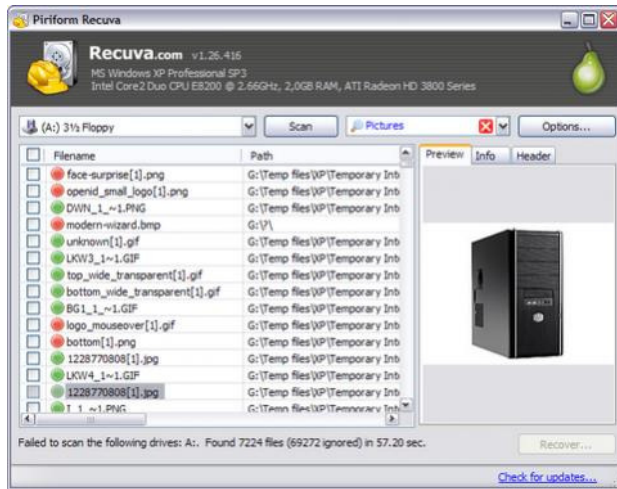 Piriform Recuva
Recuva.com v1.26.416
MS Windows XP Professional SP3
Intel Core2 Duo CPU E8200 @ 2.66GHz, 2,0GB RAM, ATI Radeon HD 3800 Series
(A:) 3½ Floppy Scan Pictures Options...
Filename Path Preview Info Header
face-surprise[1].png G:\Temp files\XP\Temporary Int
openid_small_logo[1].png G:\Temp files\XP\Temporary Int
DWN_1_~1.PNG G:\Temp files\XP\Temporary Int
modern-wizard.bmp G:\?\
unknown[1].gif G:\Temp files\XP\Temporary Int
LKW3_1~1.GIF G:\Temp files\XP\Temporary Int
top_wide_transparent[1].gif G:\Temp files\XP\Temporary Int
bottom_wide_transparent[1].gif G:\Temp files\XP\Temporary Int
BG1_1_~1.GIF G:\Temp files\XP\Temporary Int
logo_mouseover[1].gif G:\Temp files\XP\Temporary Int
bottom[1].png G:\Temp files\XP\Temporary Int
1228770808[1].jpg G:\Temp files\XP\Temporary Int
LKW4_1~1.GIF G:\Temp files\XP\Temporary Int
1228770808[1].jpg G:\Temp files\XP\Temporary Int
I_1_~1.PNG G:\Temp files\XP\Temporary Int
Failed to scan the following drives: A:. Found 7224 files (69272 ignored) in 57.20 sec. Recover...
Check for updates...